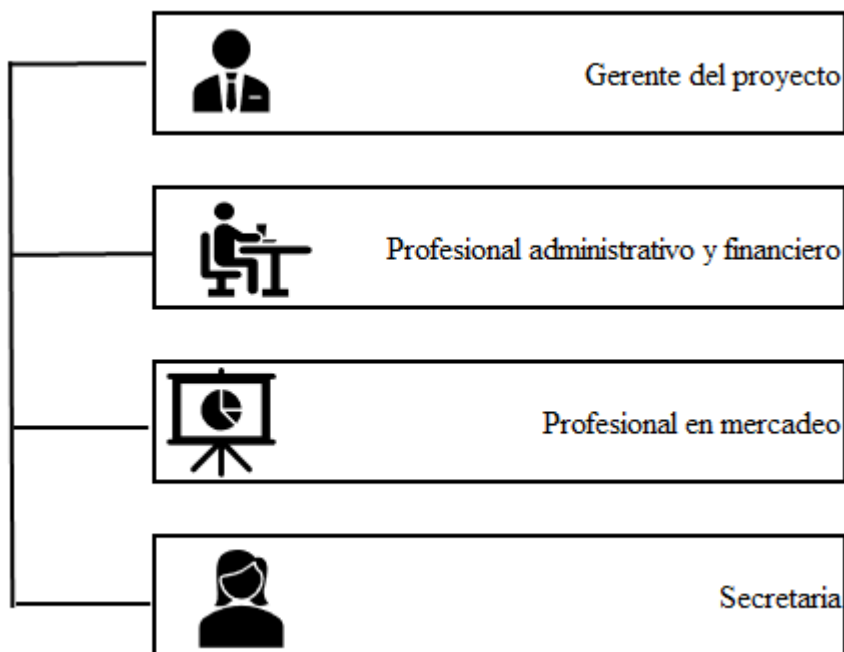 Gerente del proyecto
Profesional administrativo y financiero
Profesional en mercadeo
Secretaria